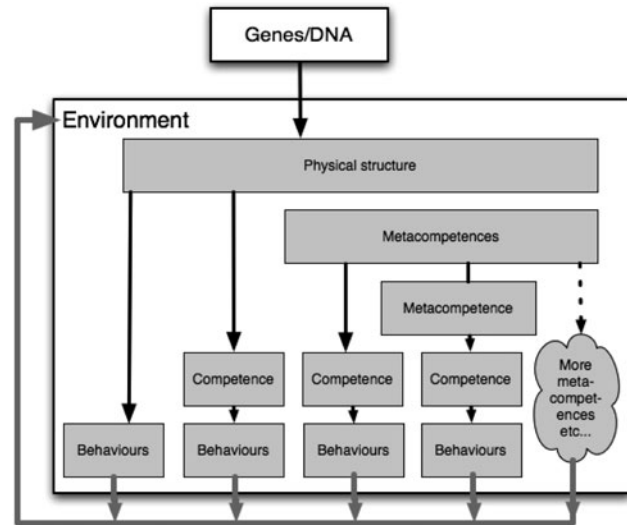 Genes/DNA
Environment
Physical structure
Metacompetences
Metacompetence
Competence
Competence
Competence
More
meta-
compet-
ences
etc...
Behaviours
Behaviours
Behaviours
Behaviours